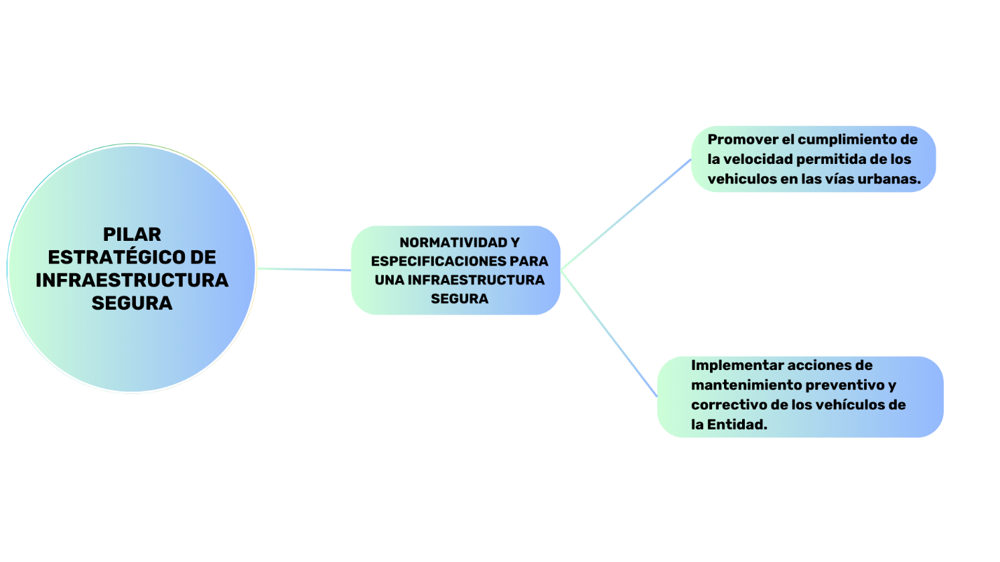 PILAR
ESTRATÉGICO DE
INFRAESTRUCTURA
SEGURA
NORMATIVIDAD Y
ESPECIFICACIONES PARA
UNA INFRAESTRUCTURA
SEGURA
Promover el cumplimiento de
la velocidad permitida de los
vehiculos en las vías urbanas.
Implementar acciones de
mantenimiento preventivo y
correctivo de los vehículos de
la Entidad.